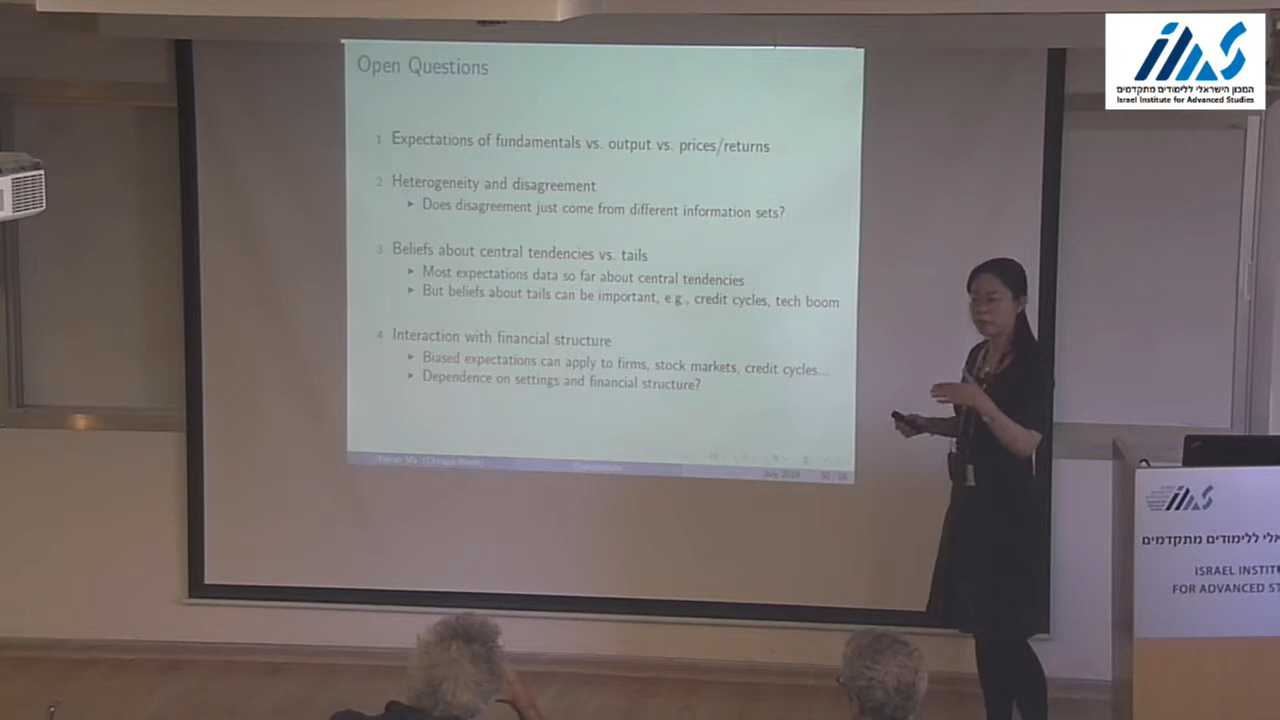 המכון הישראלי ללימודים מתקדמים
Israel Institute for Advanced Studies
Open Questions
1 Expectations of fundamentals vs. output vs. prices/returns
2 Heterogeneity and disagreement
▸ Does disagreement just come from different information sets?
3 Beliefs about central tendencies vs. tails
▸ Most expectations data so far about central tendencies
▸ But beliefs about tails can be important, e.g., credit cycles, tech boom
4 Interaction with financial structure
▸ Biased expectations can apply to firms, stock markets, credit cycles...
▸ Dependence on settings and financial structure?
July 2019
ללימודים מתקדמים
ISRAEL INSTIT
FOR ADVANCED ST